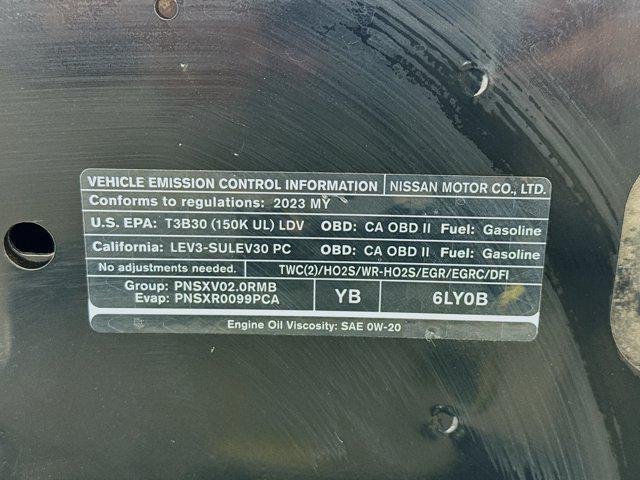 VEHICLE EMISSION CONTROL INFORMATION NISSAN MOTOR CO., LTD.
Conforms to regulations: 2023 MY
U.S. EPA: T3B30 (150K UL) LDV OBD: CA OBD II Fuel: Gasoline
California: LEV3-SULEV30 PC OBD: CA OBD II Fuel: Gasoline
No adjustments needed. TWC(2)/HO2S/WR-HO2S/EGR/EGRC/DFI
Group: PNSXV02.0RMB
Evap: PNSXR0099PCA
YB
6LY0B
Engine Oil Viscosity: SAE 0W-20